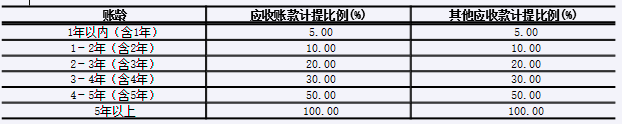 账龄 应收账款计提比例(%) 其他应收款计提比例(%)
1年以内（含1年） 5.00 5.00
1－2年（含2年） 10.00 10.00
2－3年（含3年） 20.00 20.00
3－4年（含4年） 30.00 30.00
4－5年（含5年） 50.00 50.00
5年以上 100.00 100.00